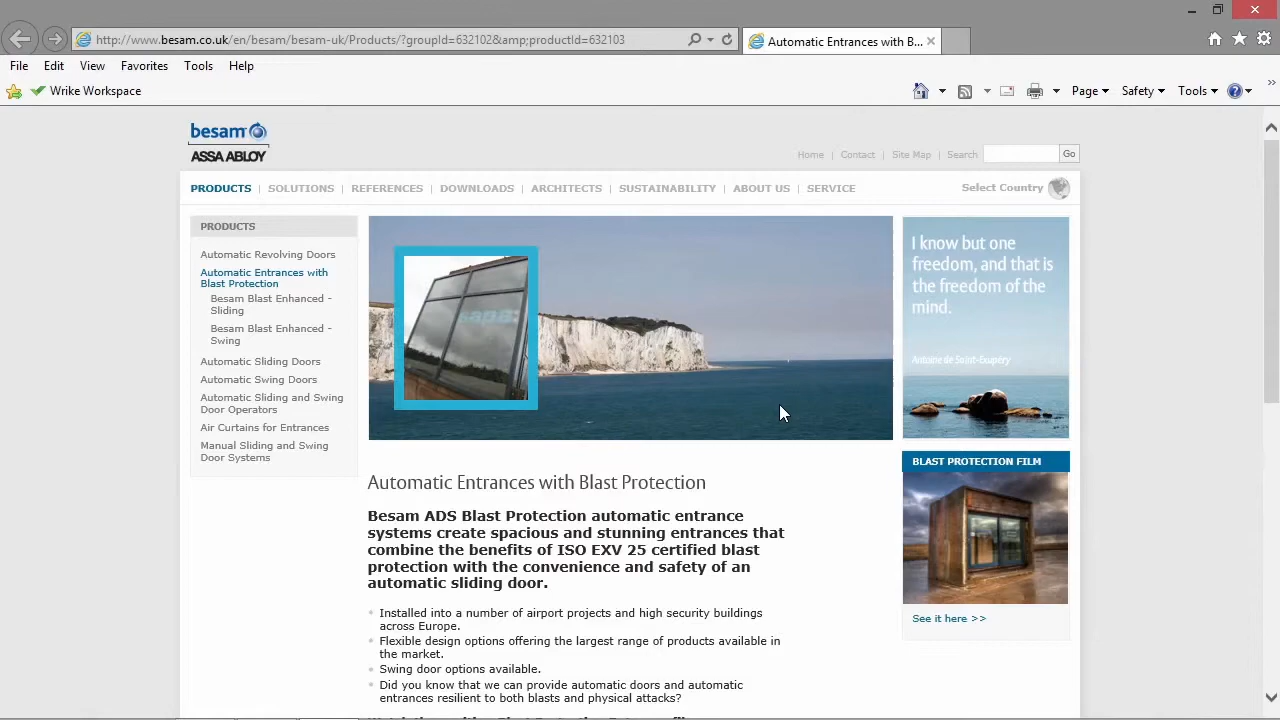 http://www.besam.co.uk/en/besam/besam-uk/Products/?groupId=632102&amp;productId=632103
Automatic Entrances with B...
File Edit View Favorites Tools Help
Wrike Workspace
Page Safety Tools
besam
ASSA ABLOY
Home | Contact | Site Map | Search Go
PRODUCTS | SOLUTIONS | REFERENCES | DOWNLOADS | ARCHITECTS | SUSTAINABILITY | ABOUT US | SERVICE
Select Country
PRODUCTS
Automatic Revolving Doors
Automatic Entrances with
Blast Protection
Besam Blast Enhanced -
Sliding
Besam Blast Enhanced -
Swing
Automatic Sliding Doors
Automatic Swing Doors
Automatic Sliding and Swing
Door Operators
Air Curtains for Entrances
Manual Sliding and Swing
Door Systems
I know but one
freedom, and that is
the freedom of the
mind.
Antoine de Saint-Exupéry
BLAST PROTECTION FILM
See it here >>
Automatic Entrances with Blast Protection
Besam ADS Blast Protection automatic entrance
systems create spacious and stunning entrances that
combine the benefits of ISO EXV 25 certified blast
protection with the convenience and safety of an
automatic sliding door.
Installed into a number of airport projects and high security buildings
across Europe.
Flexible design options offering the largest range of products available in
the market.
Swing door options available.
Did you know that we can provide automatic doors and automatic
entrances resilient to both blasts and physical attacks?